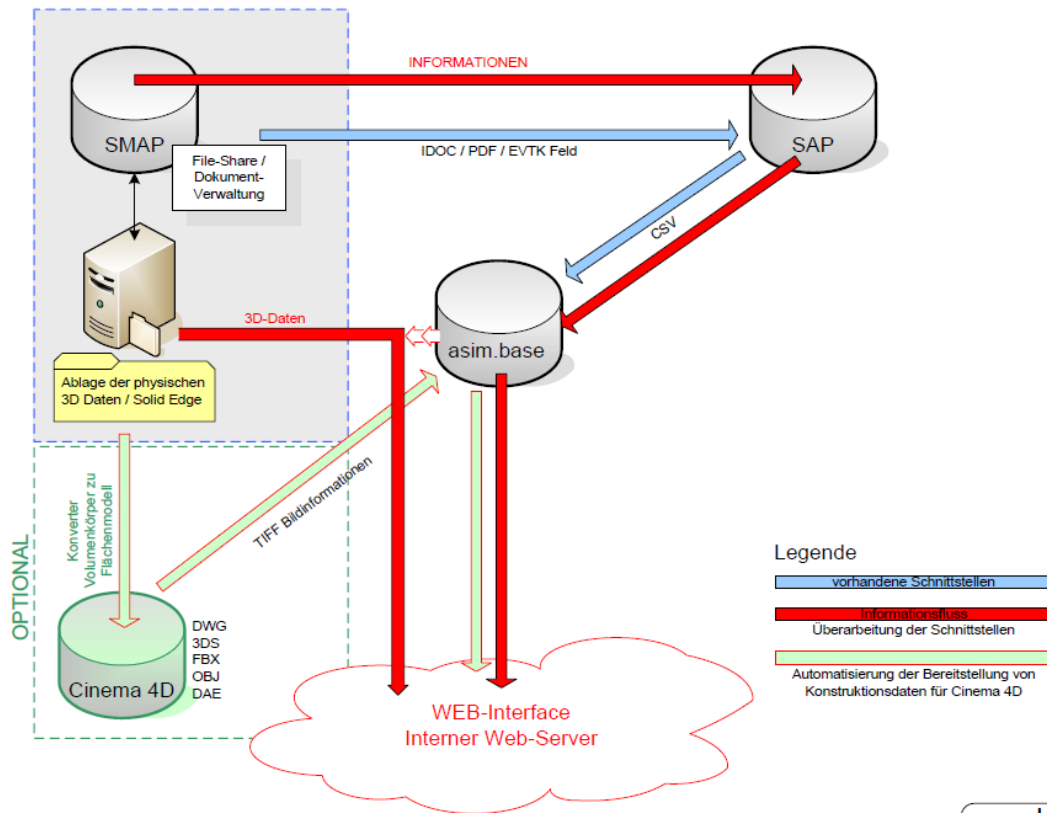 INFORMATIONEN
SMAP
SAP
IDOC / PDF / EVTK Feld
File-Share /
Dokument-
Verwaltung
CSV
3D-Daten
asim.base
Ablage der physischen
3D Daten / Solid Edge
Konverter
Volumenkörper zu
Flächenmodell
TIFF Bildinformationen
OPTIONAL
DWG
3DS
FBX
OBJ
DAE
Cinema 4D
WEB-Interface
Interner Web-Server
Legende
vorhandene Schnittstellen
Informationsfluss
Überarbeitung der Schnittstellen
Automatisierung der Bereitstellung von
Konstruktionsdaten für Cinema 4D